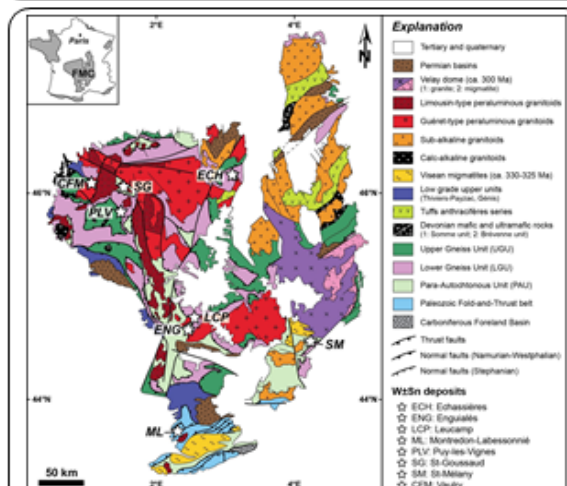 Paris
FMC
2°E
4°E
N
CFM
SG
ECH
PLV
46°N
46°N
LCP
ENG
SM
44°N
44°N
ML
50 km
2°E
4°E
Explanation
Tertiary and quaternary
Permian basins
Velay dome (ca. 300 Ma)
(1: granite; 2: migmatite)
Limousin-type peraluminous granitoids
Guéret-type peraluminous granitoids
Sub-alkaline granitoids
Calc-alkaline granitoids
Visean migmatites (ca. 330-325 Ma)
Low grade upper units
(Thiviers-Payzac, Génis)
Tuffs anthracifères series
Devonian mafic and ultramafic rocks
(1: Somme unit; 2: Brévenne unit)
Upper Gneiss Unit (UGU)
Lower Gneiss Unit (LGU)
Para-Autochtonous Unit (PAU)
Paleozoic Fold-and-Thrust belt
Carboniferous Foreland Basin
Thrust faults
Normal faults (Namurian-Westphalian)
Normal faults (Stephanian)
W±Sn deposits
ECH: Echassières
ENG: Enguialès
LCP: Leucamp
ML: Montredon-Labessonnié
PLV: Puy-les-Vignes
SG: St-Goussaud
SM: St-Mélany
CFM: Vaulry